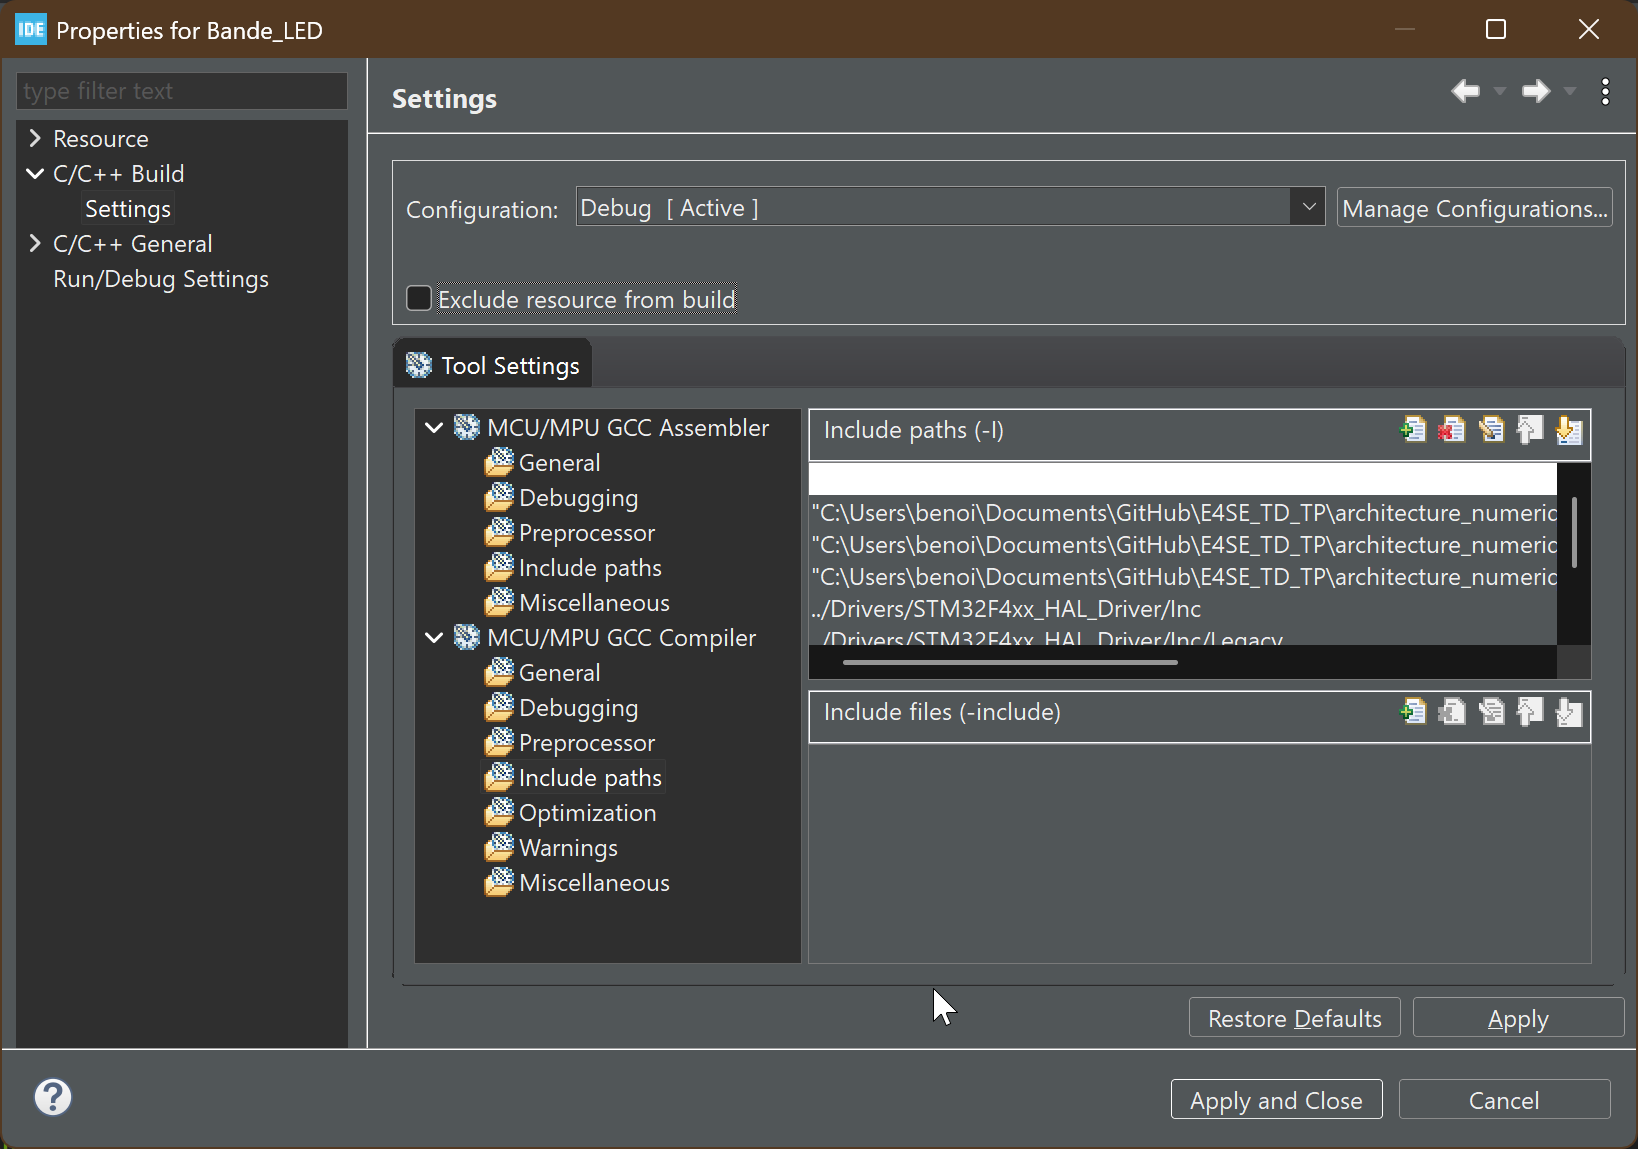 IDE Properties for Bande_LED
type filter text
Resource
C/C++ Build
Settings
C/C++ General
Run/Debug Settings
Settings
Configuration: Debug [ Active ] Manage Configurations...
Exclude resource from build
Tool Settings
MCU/MPU GCC Assembler
General
Debugging
Preprocessor
Include paths
Miscellaneous
MCU/MPU GCC Compiler
General
Debugging
Preprocessor
Include paths
Optimization
Warnings
Miscellaneous
Include paths (-I)
"C:\Users\benoi\Documents\GitHub\E4SE_TD_TP\architecture_numeric
"C:\Users\benoi\Documents\GitHub\E4SE_TD_TP\architecture_numeric
"C:\Users\benoi\Documents\GitHub\E4SE_TD_TP\architecture_numeric
../Drivers/STM32F4xx_HAL_Driver/Inc
/Drivers/STM32F4xx_HAL_Driver/Inc/Legacy
Include files (-include)
Restore Defaults Apply
Apply and Close Cancel